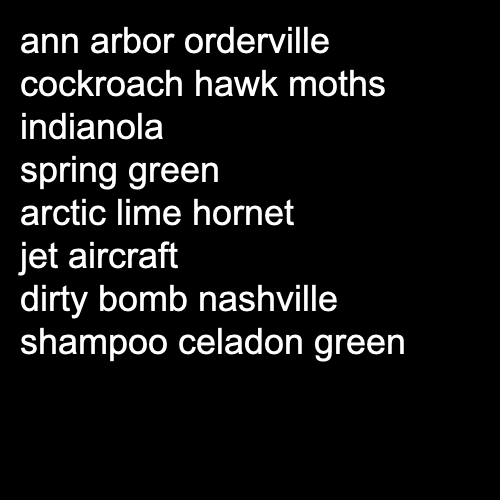 ann arbor orderville
cockroach hawk moths
indianola
spring green
arctic lime hornet
jet aircraft
dirty bomb nashville
shampoo celadon green